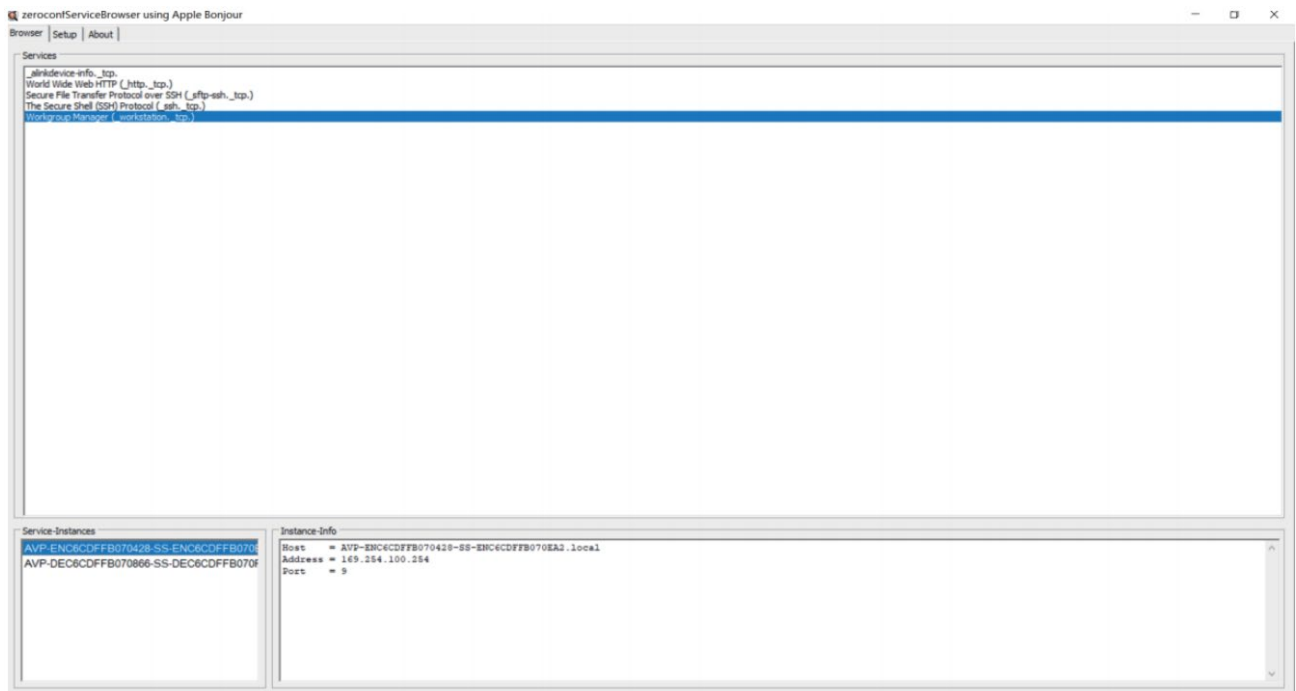 zeroconfServiceBrowser using Apple Bonjour
Browser Setup About
Services
_alinkdevice-info._tcp.
World Wide Web HTTP (_http._tcp.)
Secure File Transfer Protocol over SSH (_sftp-ssh._tcp.)
The Secure Shell (SSH) Protocol (_ssh._tcp.)
Workgroup Manager (_workstation._tcp.)
Service-Instances
AVP-ENC6CDFFB070428-SS-ENC6CDFFB070E
AVP-DEC6CDFFB070866-SS-DEC6CDFFB070F
Instance-Info
Host = AVP-ENC6CDFFB070428-SS-ENC6CDFFB070EA2.local
Address = 169.254.100.254
Port = 9